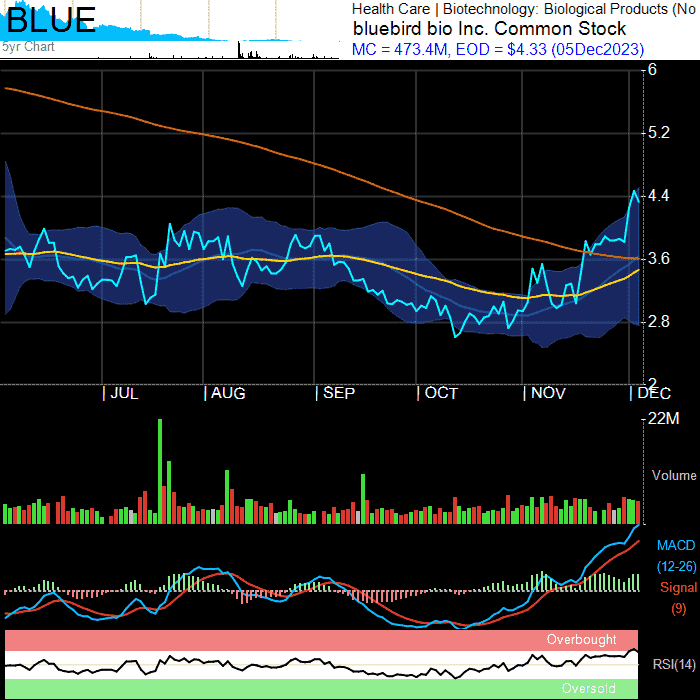 BLUE
5yr Chart
Health Care | Biotechnology: Biological Products (No
bluebird bio Inc. Common Stock
MC = 473.4M, EOD = $4.33 (05Dec2023)
6
5.2
4.4
3.6
2.8
2
| JUL | AUG | SEP | OCT | NOV | DEC
22M
Volume
MACD
(12-26)
Signal
(9)
Overbought
RSI(14)
Oversold